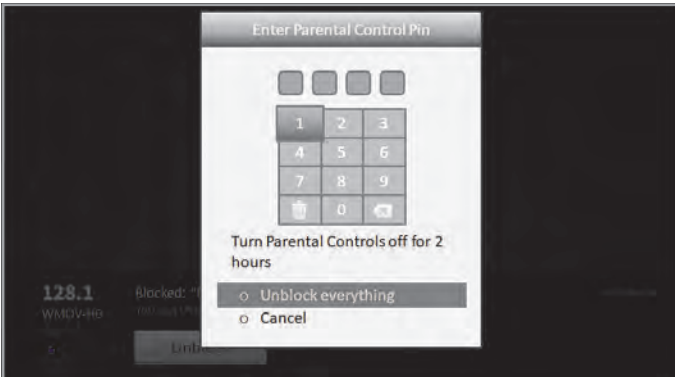 Enter Parental Control Pin
1 2 3
4 5 6
7 8 9
0
Turn Parental Controls off for 2
hours
Unblock everything
Cancel
128.1 Blocked:
WMOV-HD